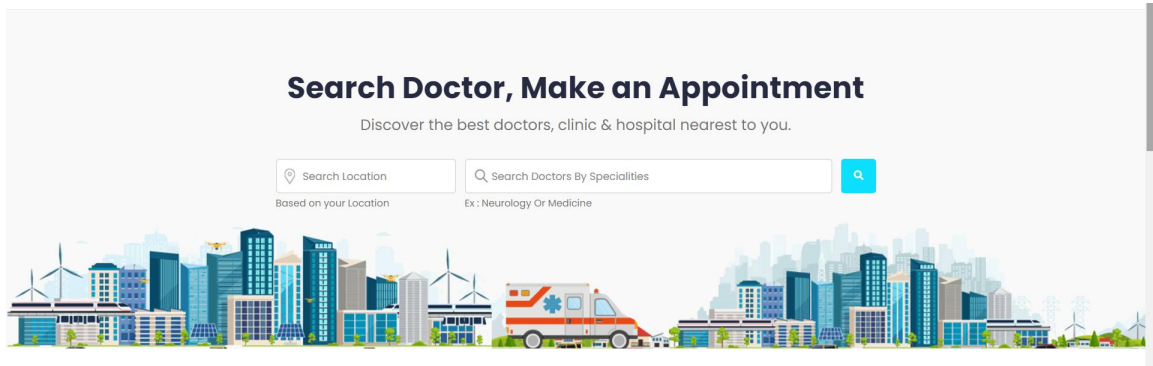 Search Doctor, Make an Appointment
Discover the best doctors, clinic & hospital nearest to you.
Search Location
Search Doctors By Specialities
Based on your Location
Ex : Neurology Or Medicine